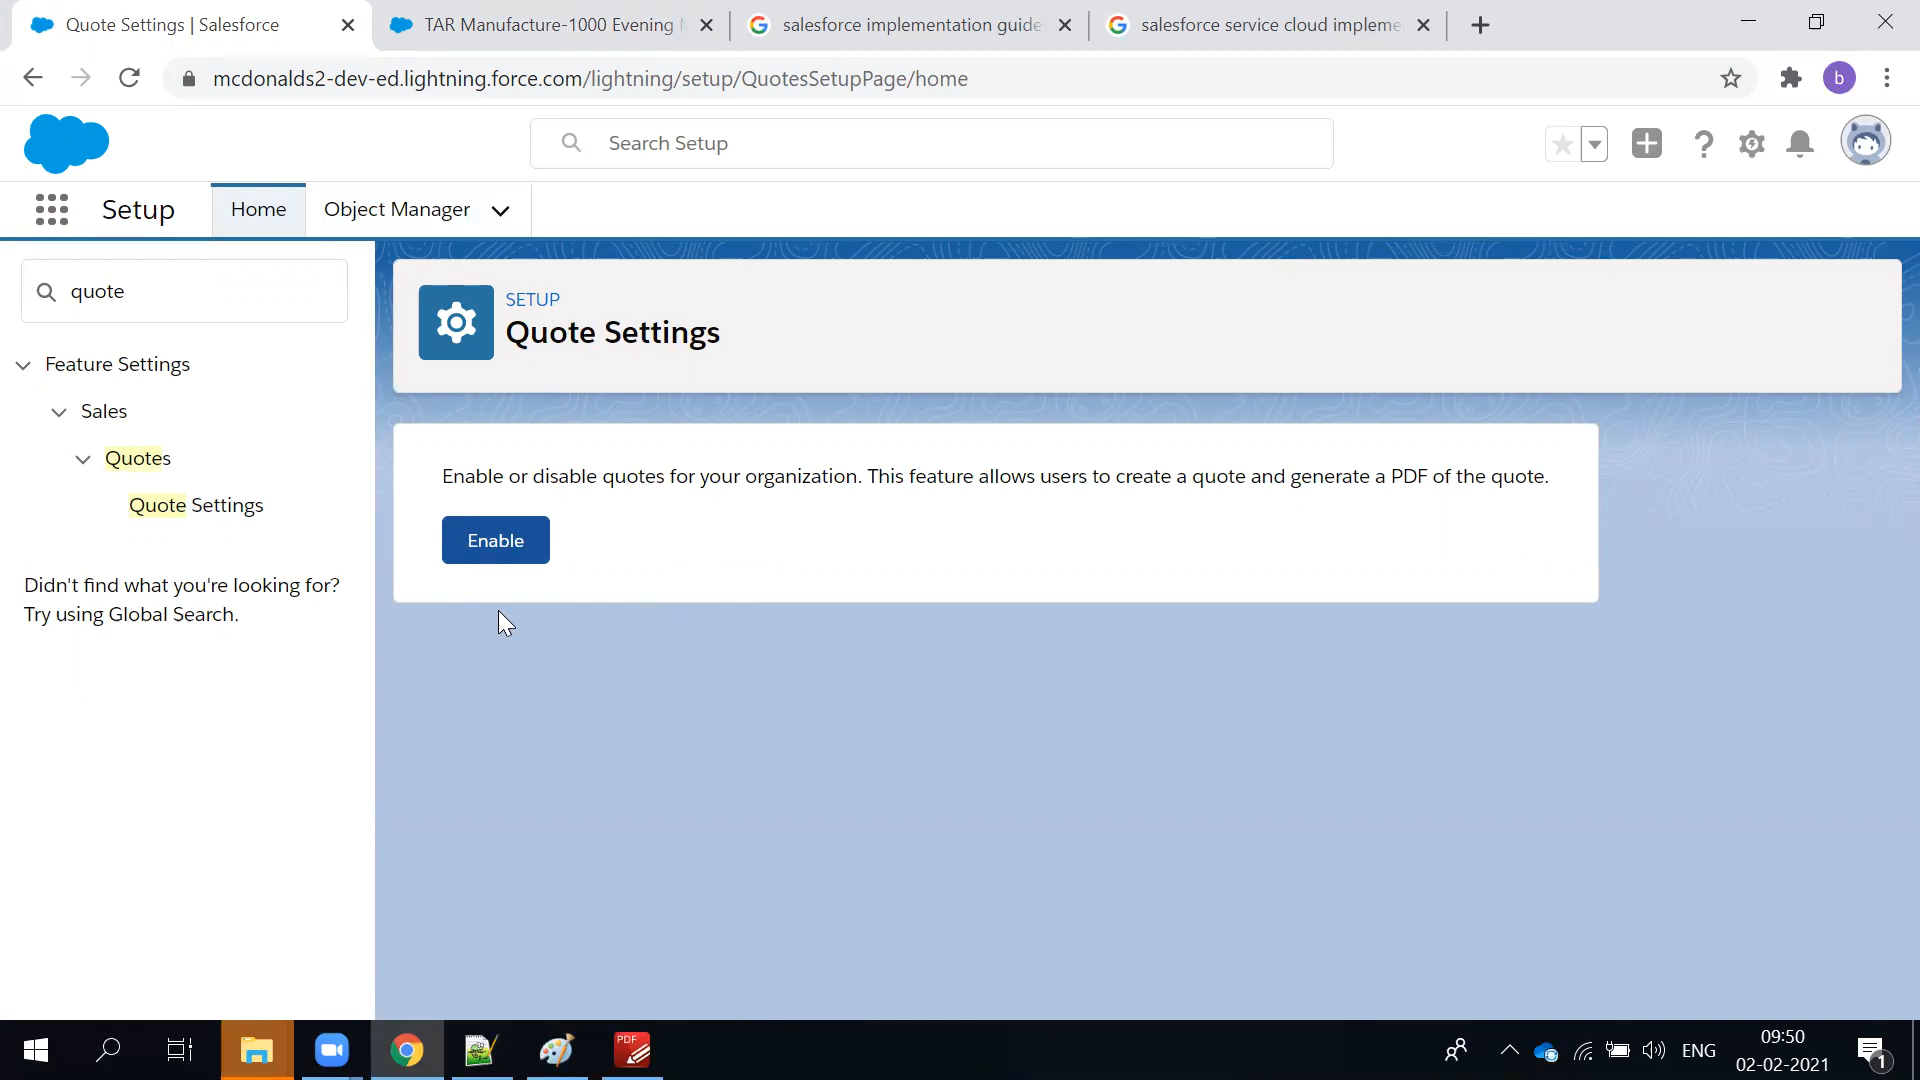 Quote Settings | Salesforce
TAR Manufacture-1000 Evening
salesforce implementation guide
salesforce service cloud impleme
mcdonalds2-dev-ed.lightning.force.com/lightning/setup/QuotesSetupPage/home
b
Search Setup
Setup
Home
Object Manager
quote
Feature Settings
Sales
Quotes
Quote Settings
Didn't find what you're looking for?
Try using Global Search.
SETUP
Quote Settings
Enable or disable quotes for your organization. This feature allows users to create a quote and generate a PDF of the quote.
Enable
PDF
ENG
09:50
02-02-2021
1